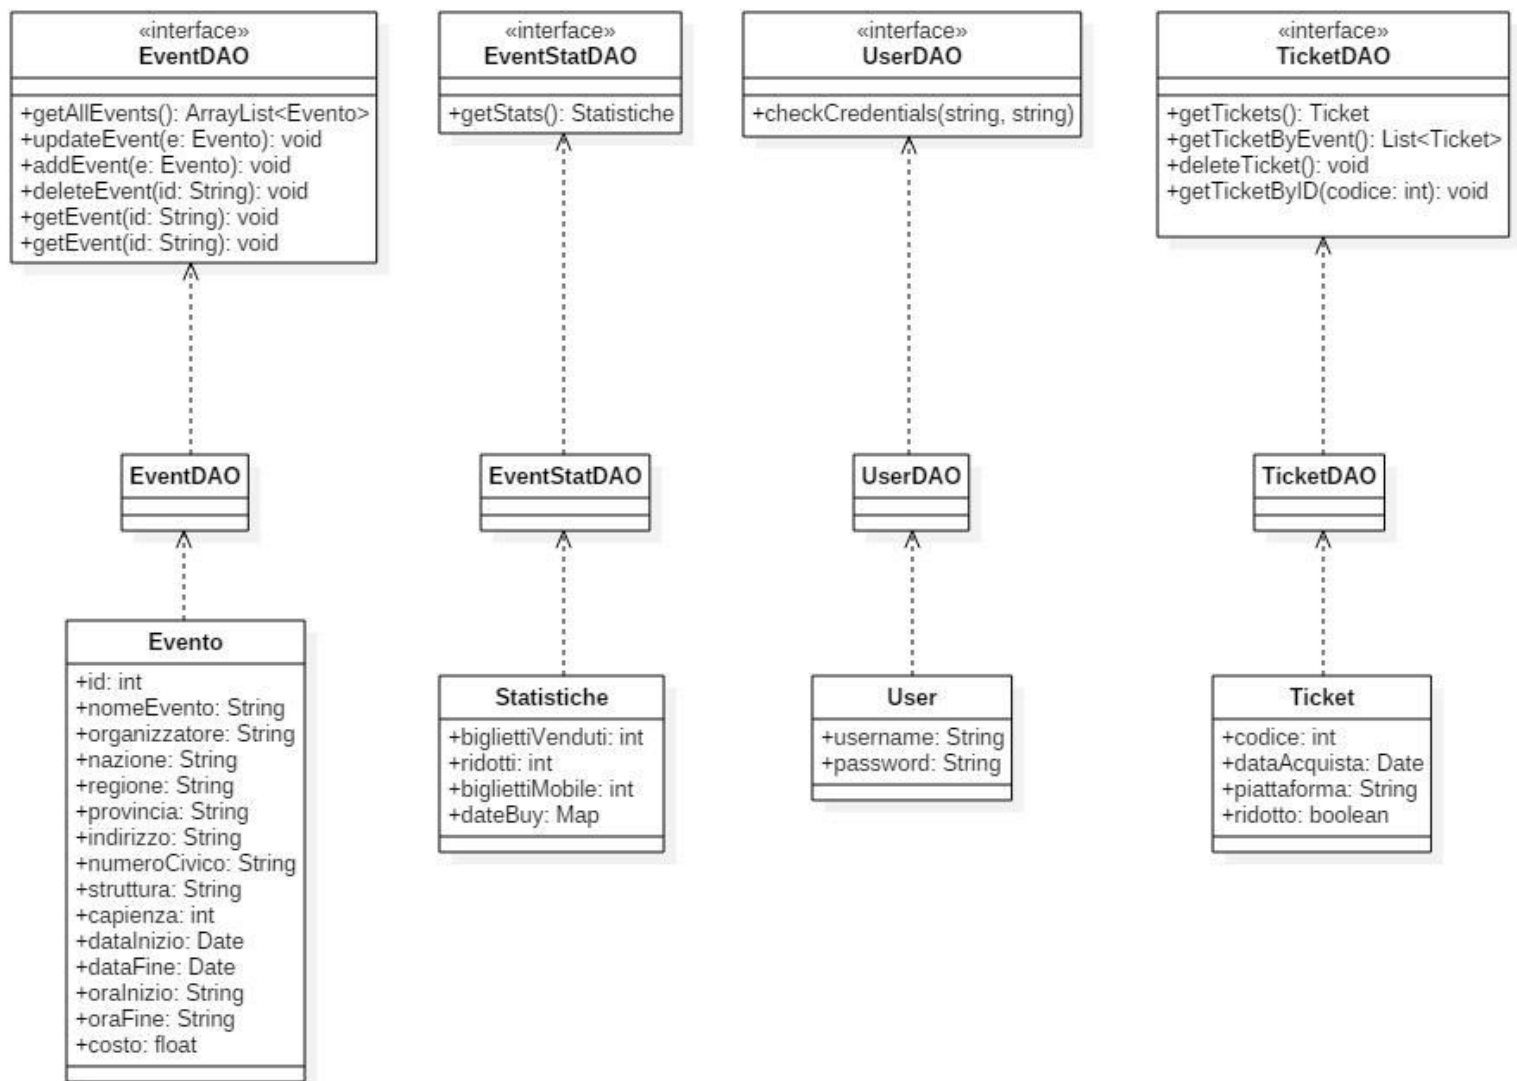 «interface»
EventDAO
+getAllEvents(): ArrayList<Evento>
+updateEvent(e: Evento): void
+addEvent(e: Evento): void
+deleteEvent(id: String): void
+getEvent(id: String): void
+getEvent(id: String): void
«interface»
EventStatDAO
+getStats(): Statistiche
«interface»
UserDAO
+checkCredentials(string, string)
«interface»
TicketDAO
+getTickets(): Ticket
+getTicketByEvent(): List<Ticket>
+deleteTicket(): void
+getTicketByID(codice: int): void
EventDAO
EventStatDAO
UserDAO
TicketDAO
Evento
+id: int
+nomeEvento: String
+organizzatore: String
+nazione: String
+regione: String
+provincia: String
+indirizzo: String
+numeroCivico: String
+struttura: String
+capienza: int
+dataInizio: Date
+dataFine: Date
+oraInizio: String
+oraFine: String
+costo: float
Statistiche
+bigliettiVenduti: int
+ridotti: int
+bigliettiMobile: int
+dateBuy: Map
User
+username: String
+password: String
Ticket
+codice: int
+dataAcquista: Date
+piattaforma: String
+ridotto: boolean